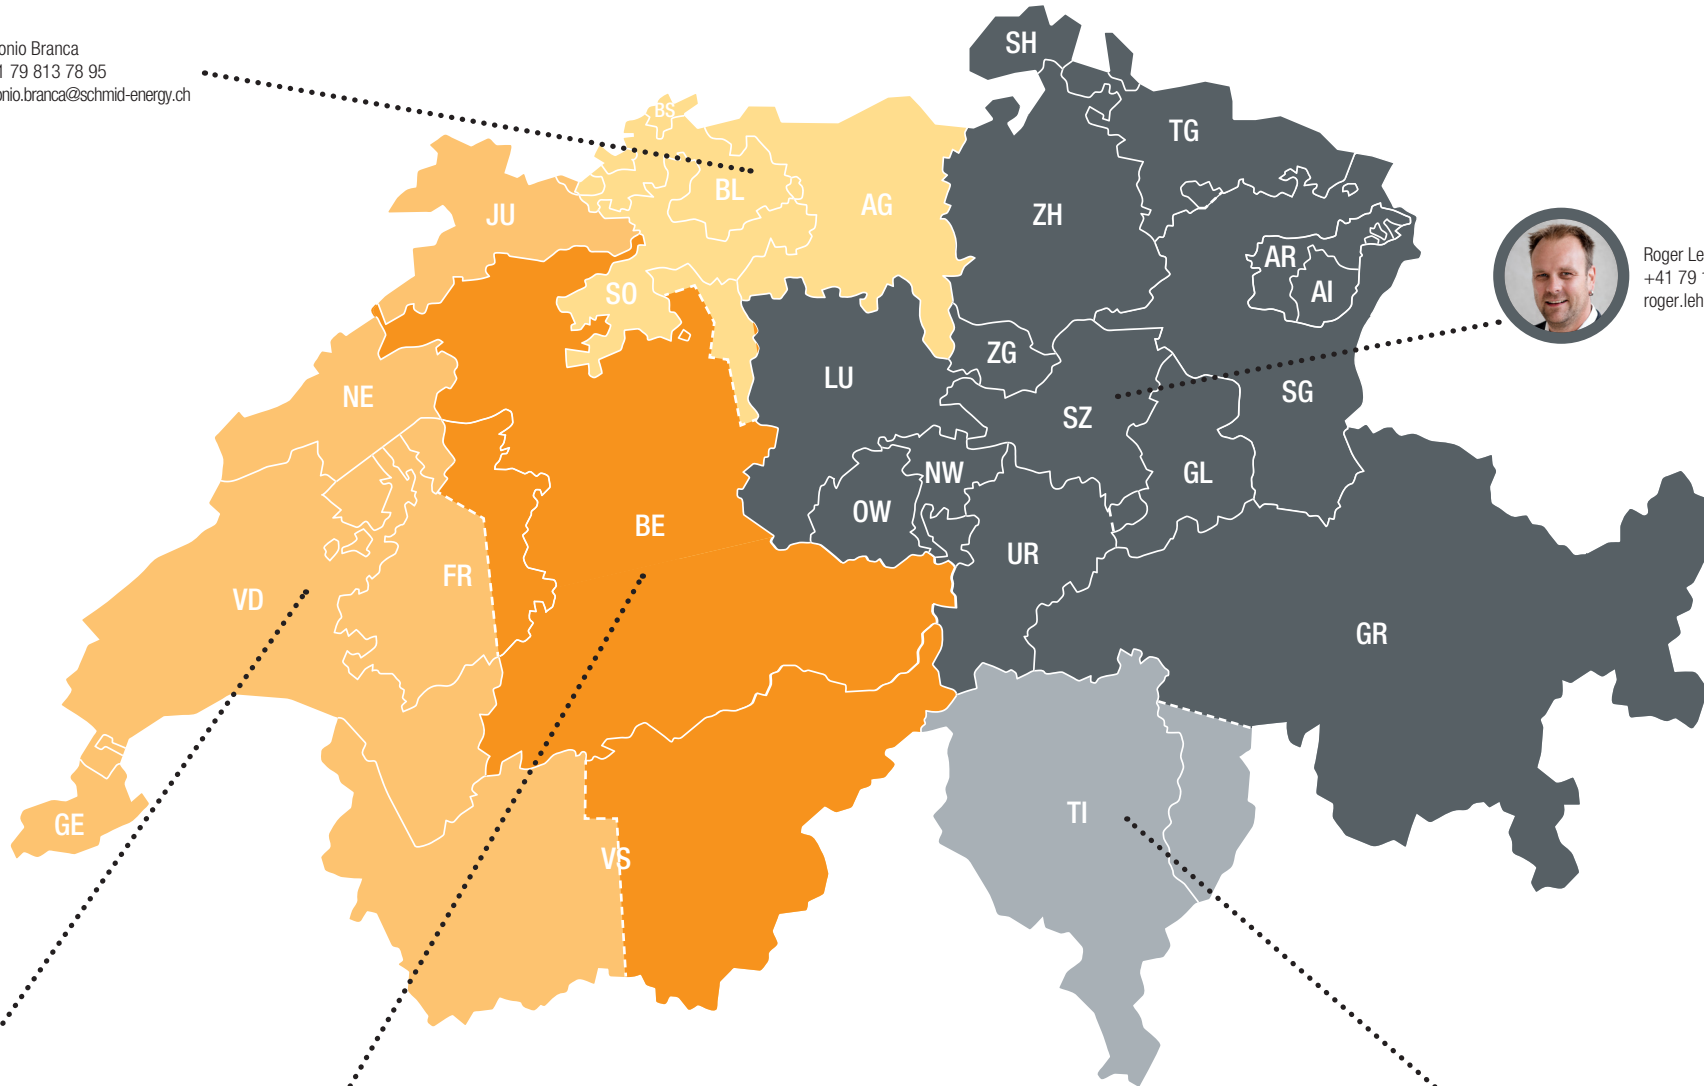 onio Branca
1 79 813 78 95
onio.branca@schmid-energy.ch
SH
BS
TG
BL
AG
JU
ZH
AR
AI
SO
Roger Le
+41 79
roger.leh
ZG
LU
NE
SZ
SG
NW
GL
OW
BE
UR
FR
VD
GR
TI
GE
VS